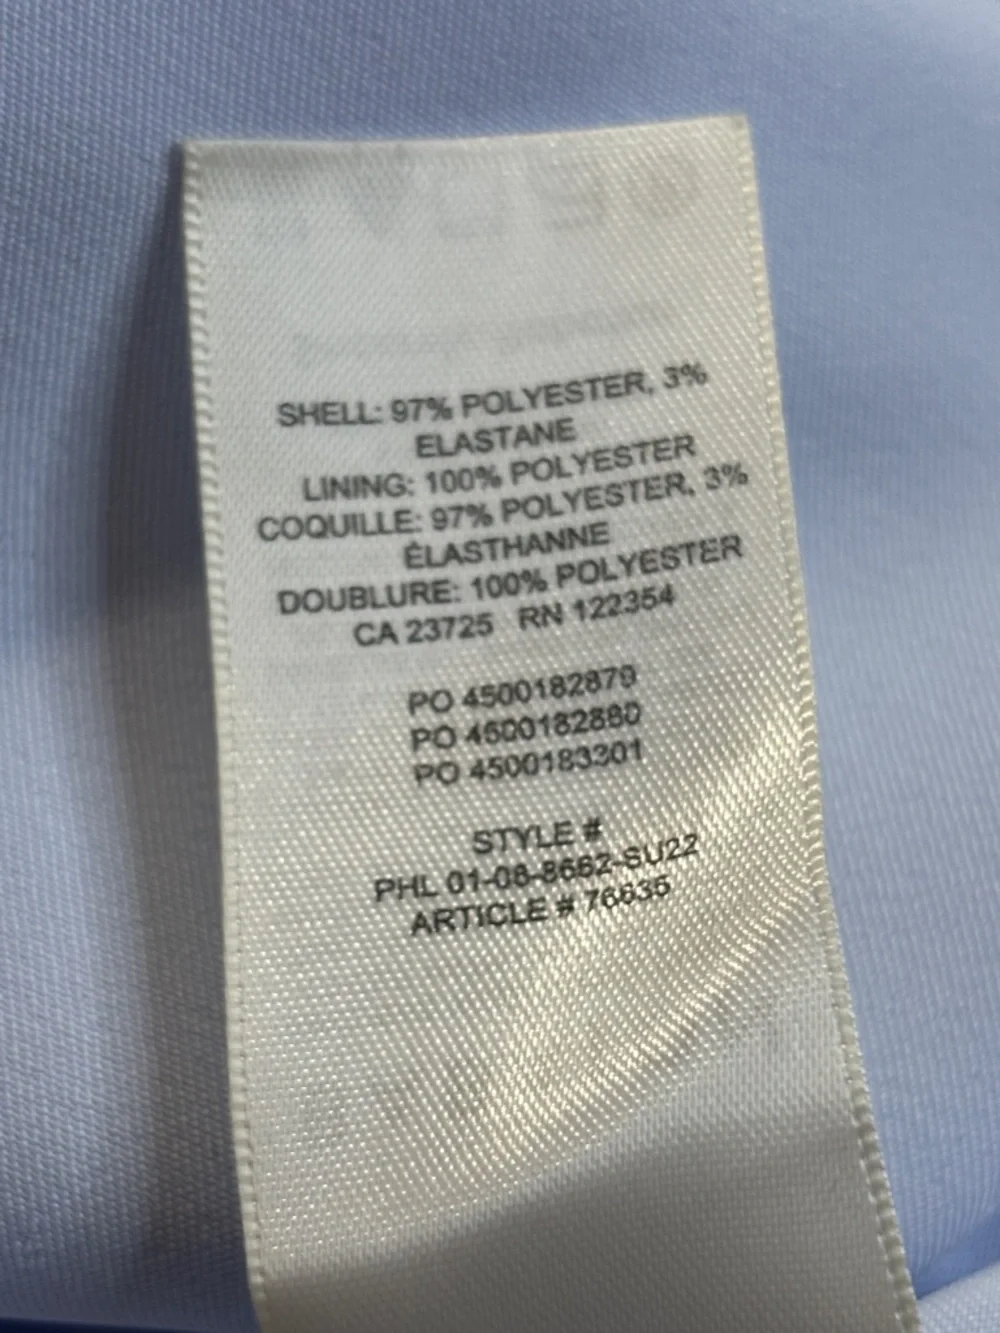 SHELL: 97% POLYESTER, 3%
ELASTANE
LINING: 100% POLYESTER
COQUILLE: 97% POLYESTER, 3%
ÉLASTHANNE
DOUBLURE: 100% POLYESTER
CA 23725 RN 122354
PO 4500182879
PO 4500182880
PO 4500183301
STYLE #
PHL 01-08-8662-SU22
ARTICLE # 76635